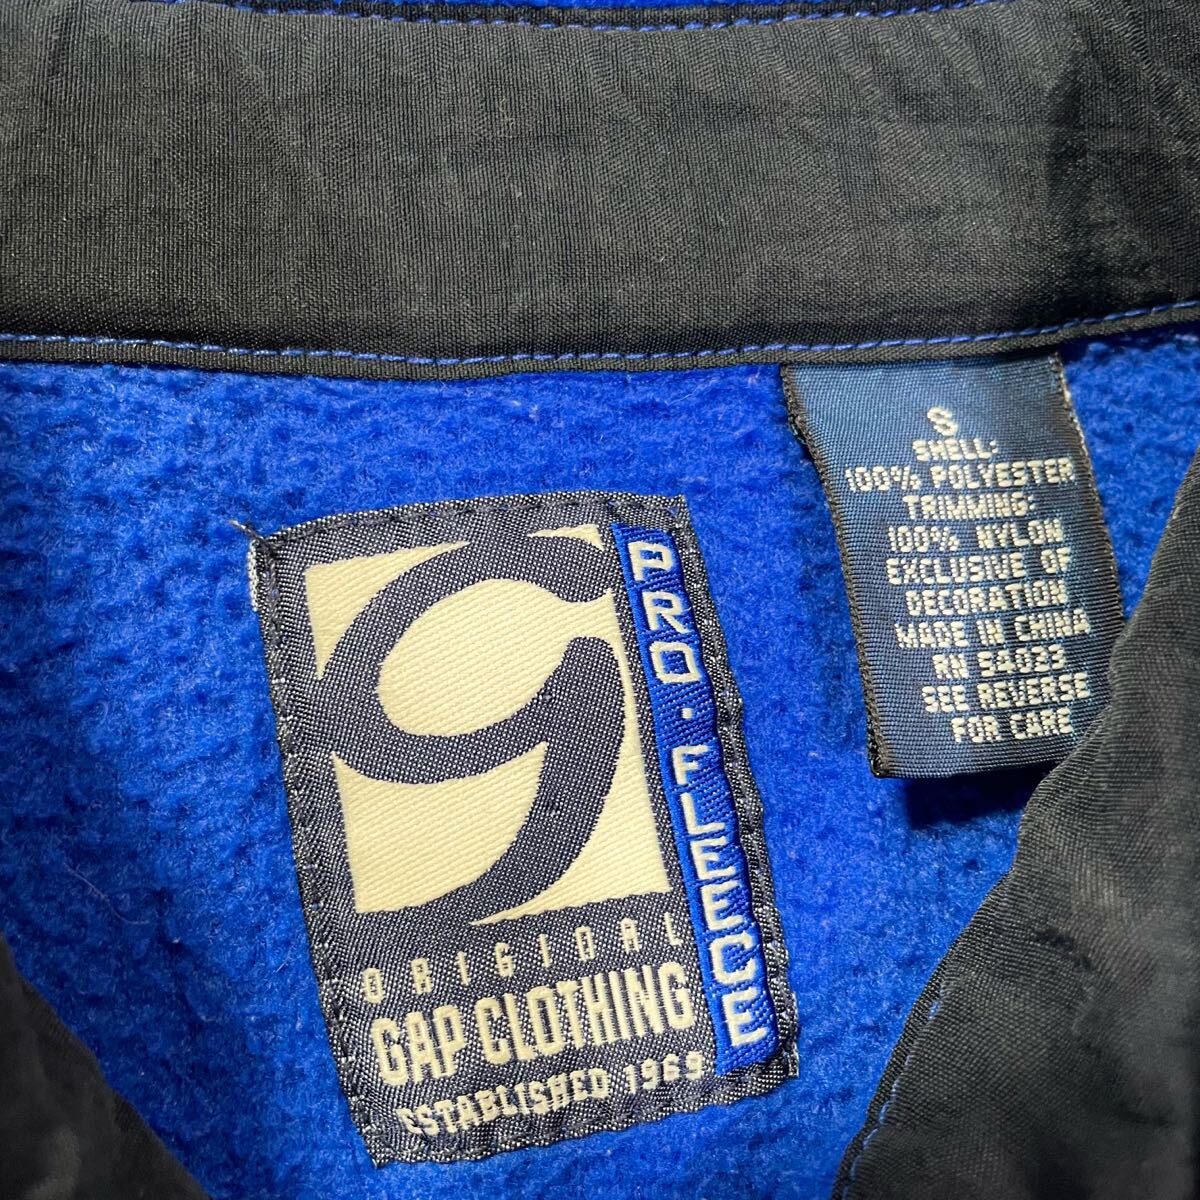 PRO·FLEECE
ORIGINAL
GAP CLOTHING
ESTABLISHED 1969
S
SHELL:
100% POLYESTER
TRIMMING:
100% NYLON
EXCLUSIVE OF
DECORATION
MADE IN CHINA
RN 54023
SEE REVERSE
FOR CARE